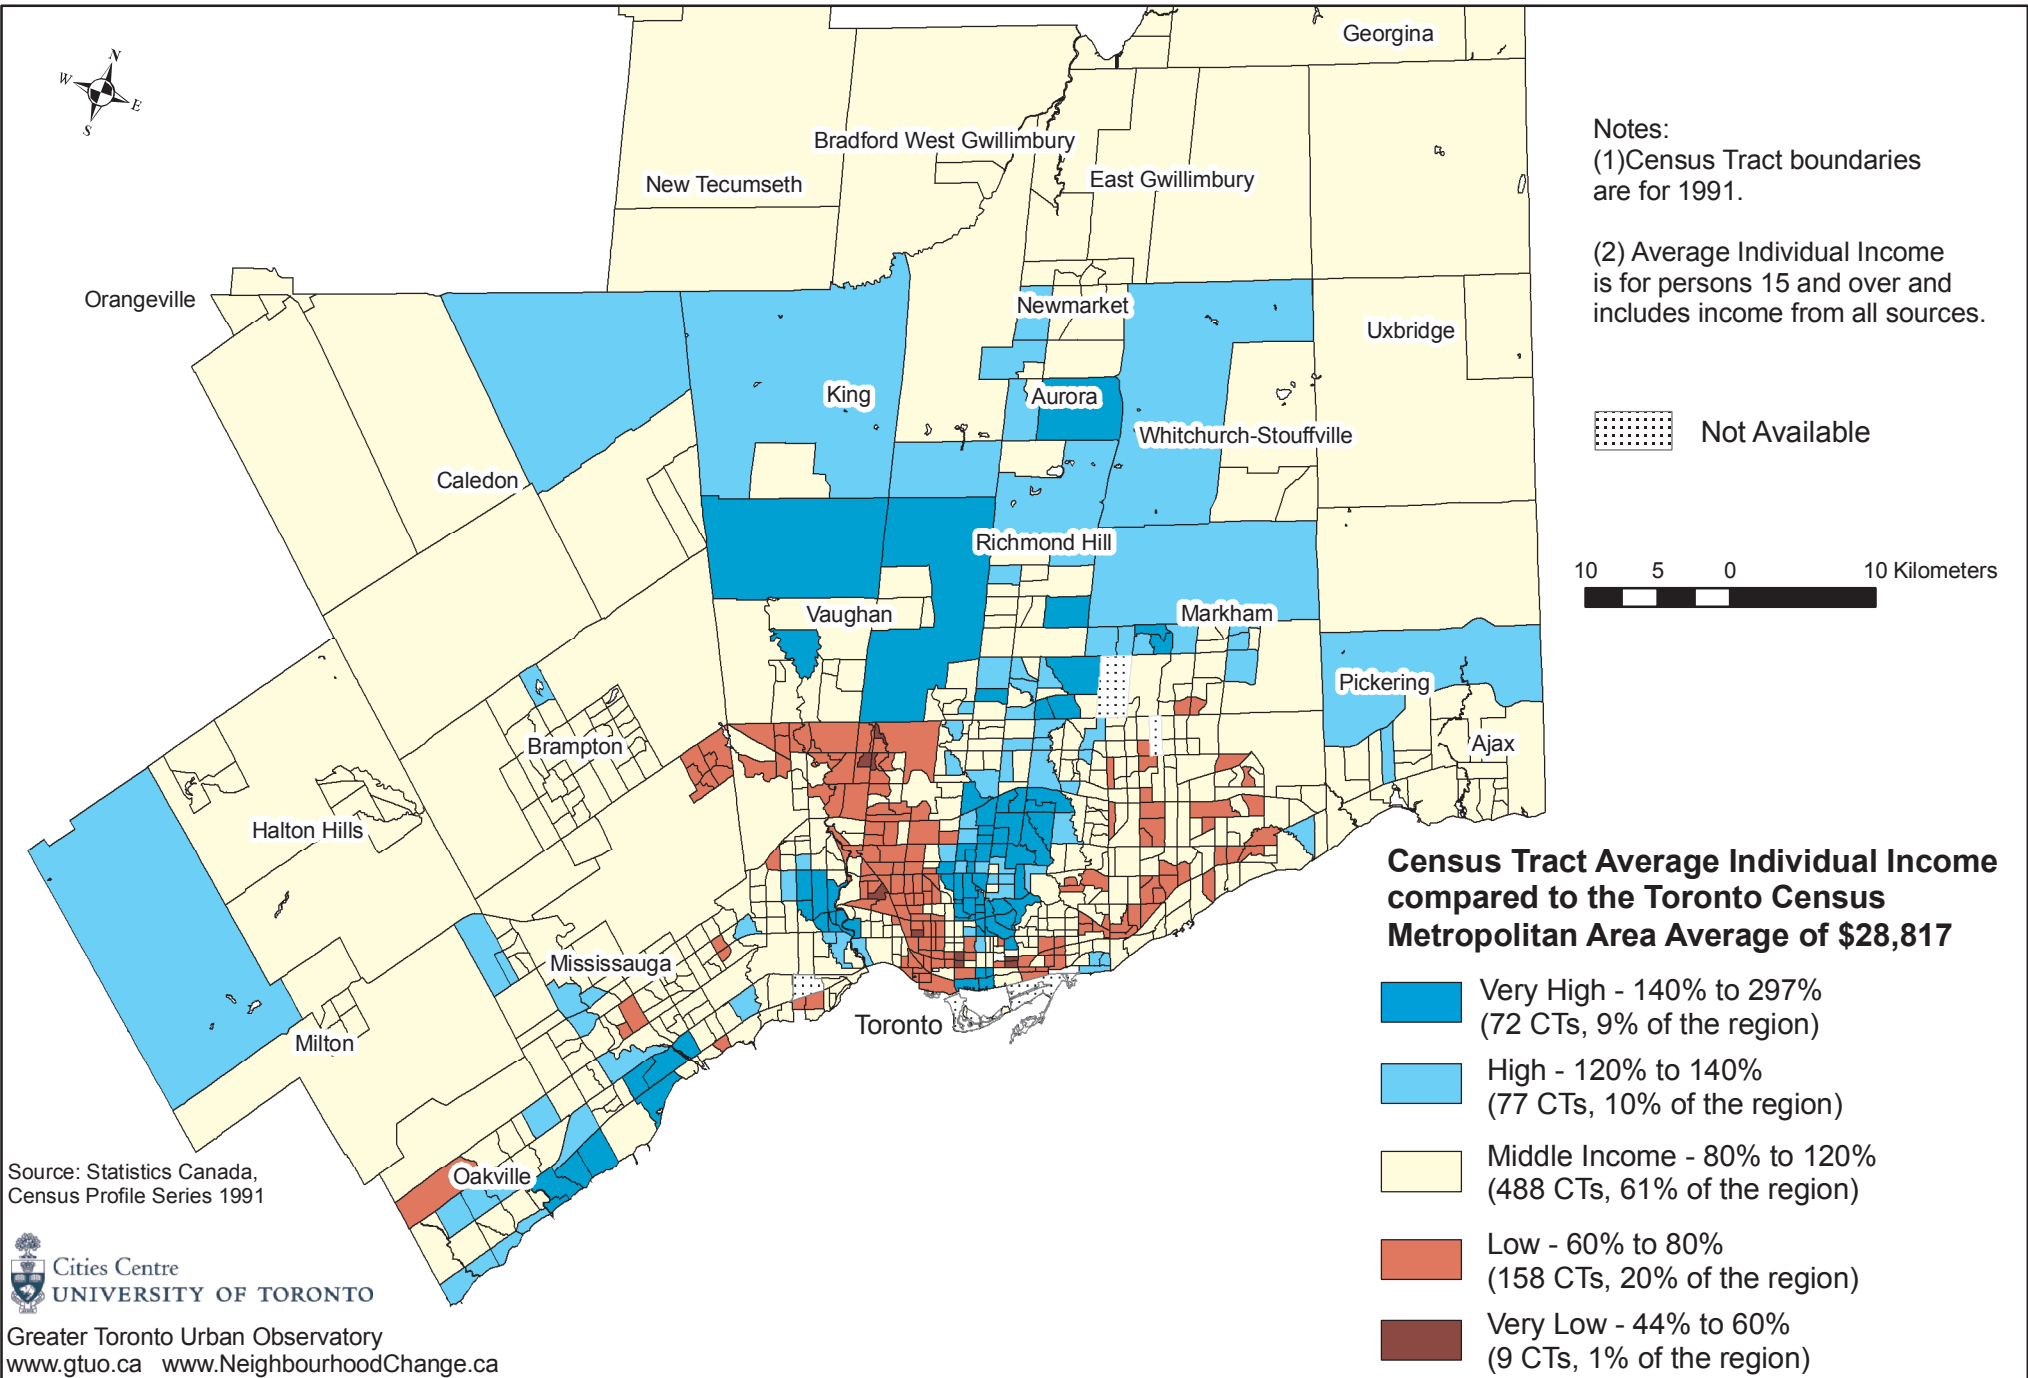 Georgina
N
W
E
S
Bradford West Gwillimbury
New Tecumseth
East Gwillimbury
Notes:
(1)Census Tract boundaries
are for 1991.
(2) Average Individual Income
is for persons 15 and over and
includes income from all sources.
Orangeville
Newmarket
Uxbridge
King
Aurora
Whitchurch-Stouffville
Not Available
Caledon
Richmond Hill
10 5 0 10 Kilometers
Vaughan
Markham
Pickering
Brampton
Ajax
Halton Hills
Census Tract Average Individual Income
compared to the Toronto Census
Metropolitan Area Average of $28,817
Mississauga
Toronto
Milton
Oakville
Very High - 140% to 297%
(72 CTs, 9% of the region)
High - 120% to 140%
(77 CTs, 10% of the region)
Middle Income - 80% to 120%
(488 CTs, 61% of the region)
Low - 60% to 80%
(158 CTs, 20% of the region)
Very Low - 44% to 60%
(9 CTs, 1% of the region)
Source: Statistics Canada,
Census Profile Series 1991
Cities Centre
UNIVERSITY OF TORONTO
Greater Toronto Urban Observatory
www.gtuo.ca www.NeighbourhoodChange.ca